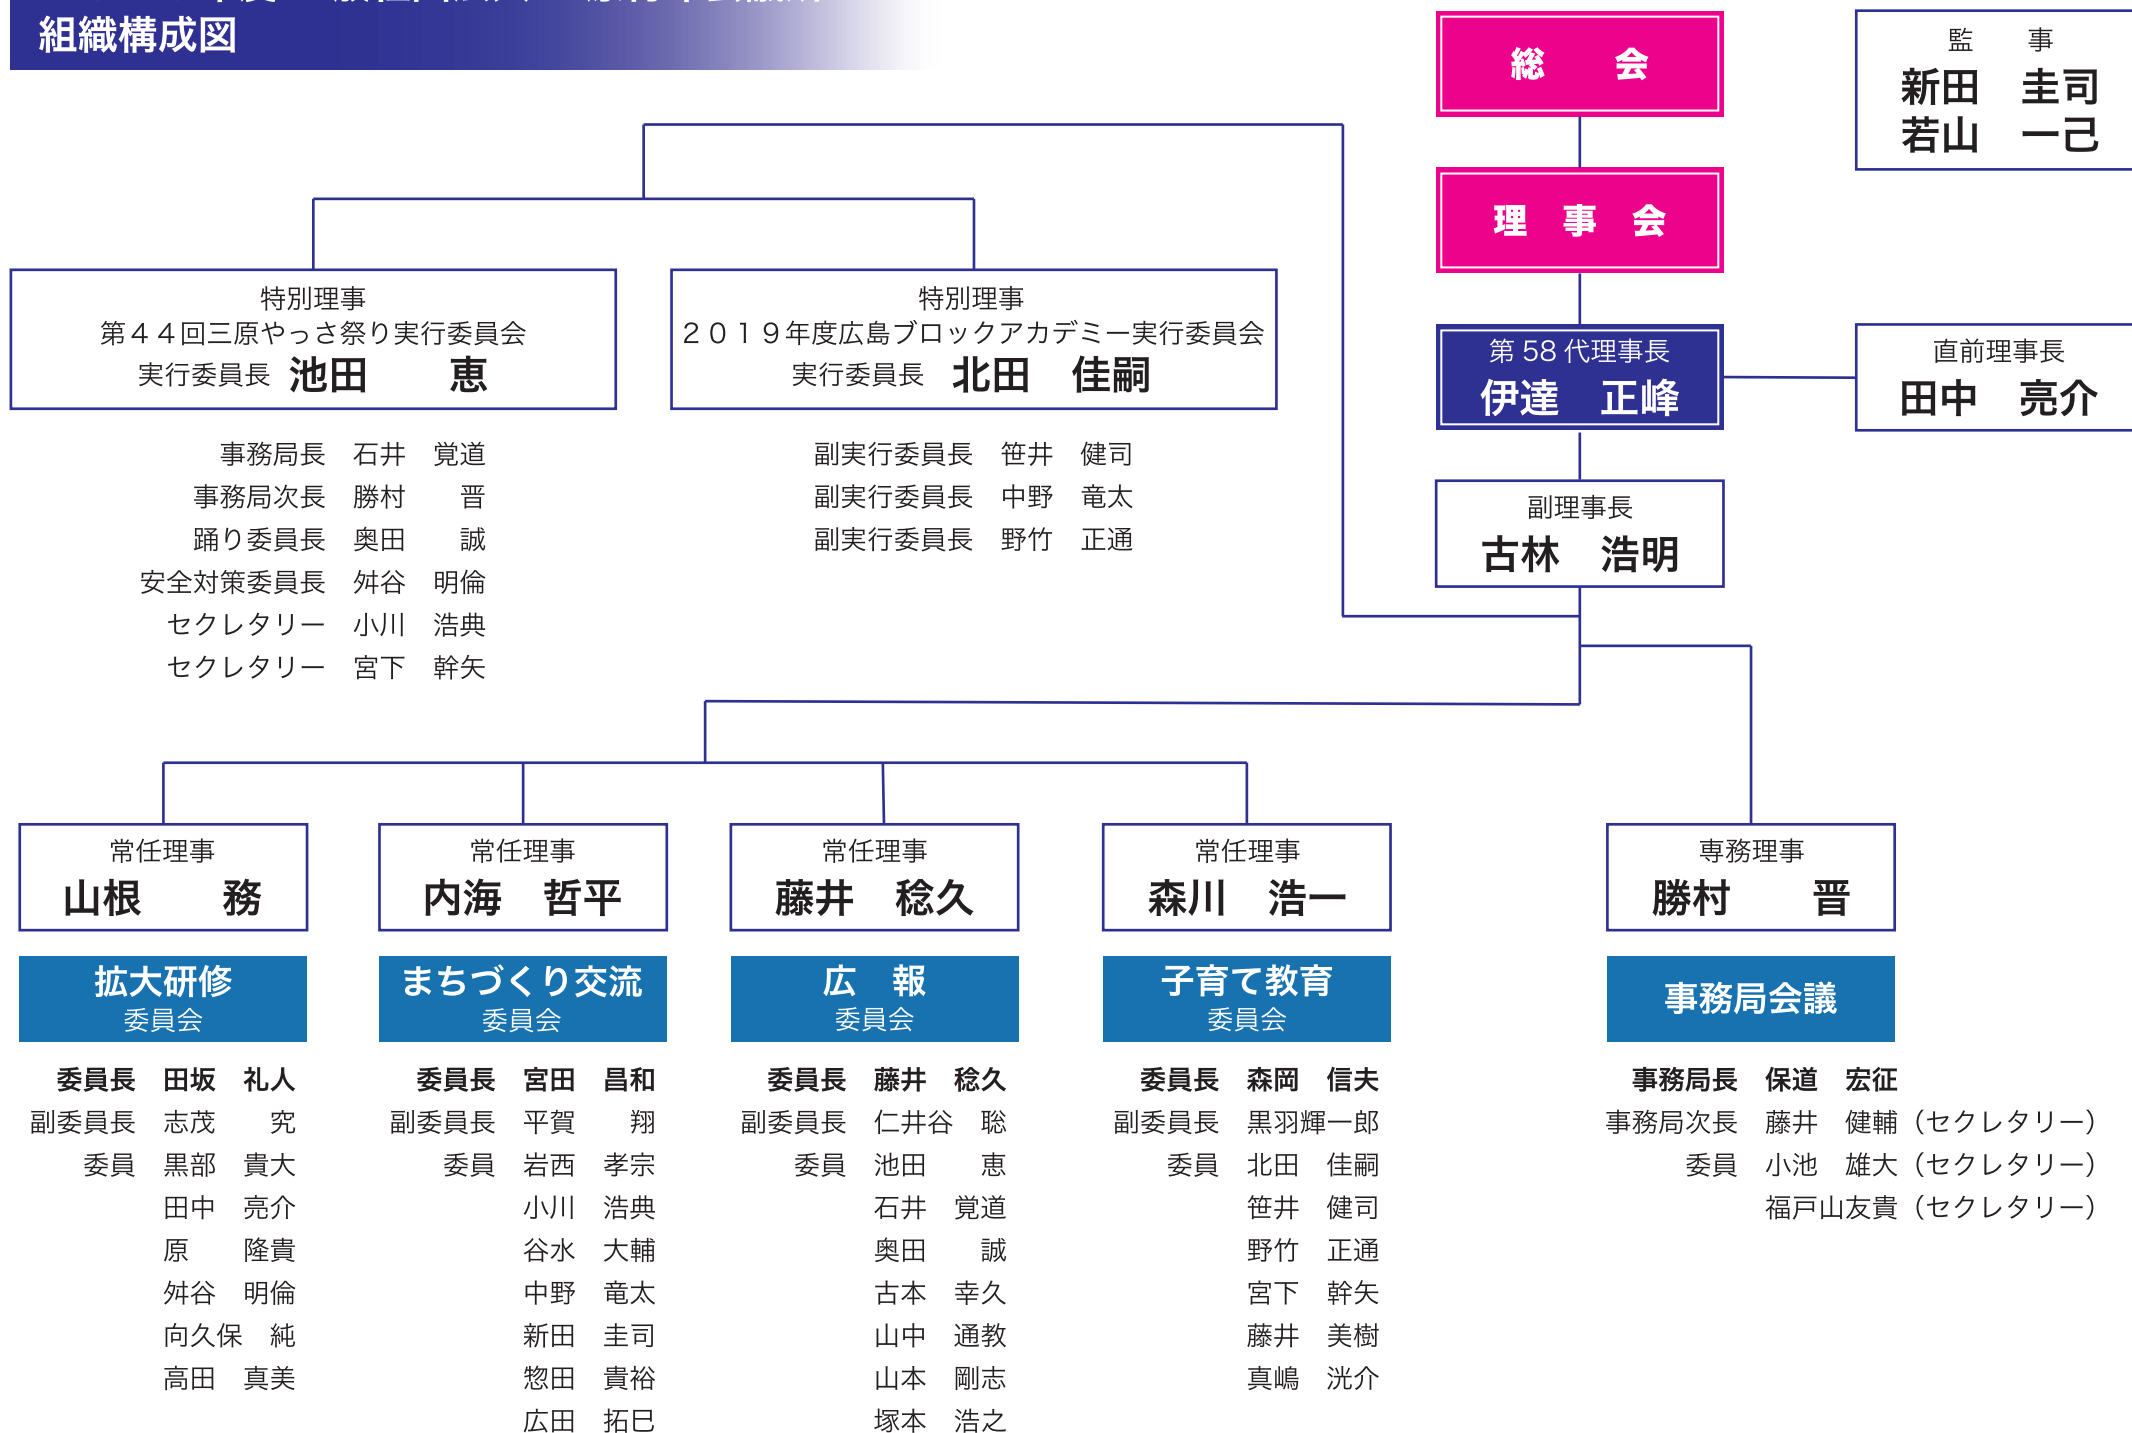 組織構成図
総　会
理　事　会
監　事
新田　圭司
若山　一己
第58代理事長
伊達　正峰
直前理事長
田中　亮介
副理事長
古林　浩明
特別理事
第４４回三原やっさ祭り実行委員会
実行委員長 池田　　恵
事務局長　石井　覚道
事務局次長　勝村　　晋
踊り委員長　奥田　　誠
安全対策委員長　舛谷　明倫
セクレタリー　小川　浩典
セクレタリー　宮下　幹矢
特別理事
２０１９年度広島ブロックアカデミー実行委員会
実行委員長　北田　佳嗣
副実行委員長　笹井　健司
副実行委員長　中野　竜太
副実行委員長　野竹　正通
常任理事
山根　　務
拡大研修
委員会
委員長　田坂　礼人
副委員長　志茂　　究
委員　黒部　貴大
田中　亮介
原　　隆貴
舛谷　明倫
向久保　純
高田　真美
常任理事
内海　哲平
まちづくり交流
委員会
委員長　宮田　昌和
副委員長　平賀　　翔
委員　岩西　孝宗
小川　浩典
谷水　大輔
中野　竜太
新田　圭司
惣田　貴裕
広田　拓巳
常任理事
藤井　稔久
広　報
委員会
委員長　藤井　稔久
副委員長　仁井谷　聡
委員　池田　　恵
石井　覚道
奥田　　誠
古本　幸久
山中　通教
山本　剛志
塚本　浩之
常任理事
森川　浩一
子育て教育
委員会
委員長　森岡　信夫
副委員長　黒羽輝一郎
委員　北田　佳嗣
笹井　健司
野竹　正通
宮下　幹矢
藤井　美樹
真嶋　洸介
専務理事
勝村　　晋
事務局会議
事務局長　保道　宏征
事務局次長　藤井　健輔（セクレタリー）
委員　小池　雄大（セクレタリー）
福戸山友貴（セクレタリー）